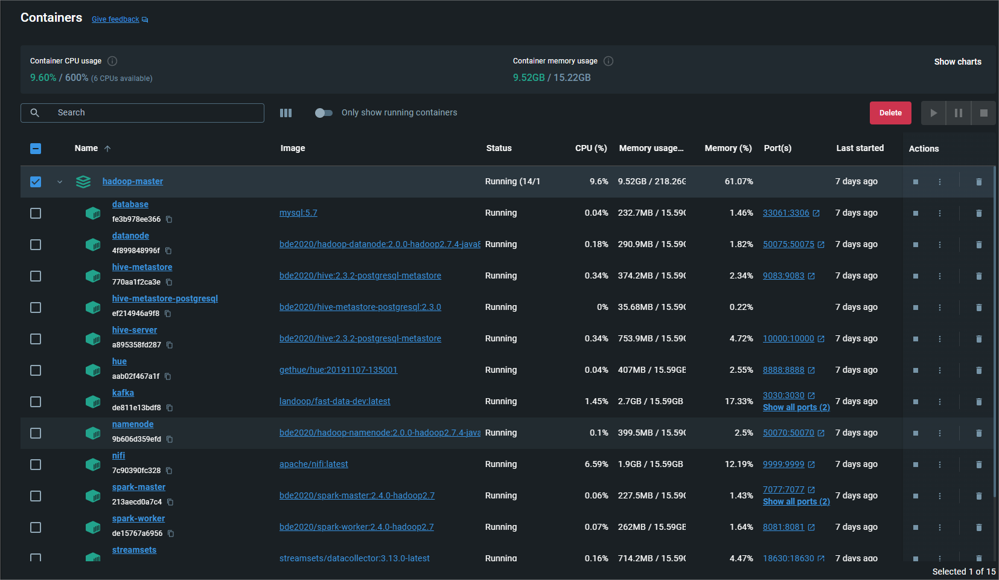 Containers Give feedback
Container CPU usage
9.60% / 600% (6 CPUs available)
Container memory usage
9.52GB / 15.22GB
Show charts
Search
Only show running containers
Delete
Name Image Status CPU (%) Memory usage... Memory (%) Port(s) Last started Actions
hadoop-master Running (14/1 9.6% 9.52GB / 218.26G 61.07% 7 days ago
database
fe3b978ee366
mysql:5.7 Running 0.04% 232.7MB / 15.59G 1.46% 33061:3306 7 days ago
datanode
4f899848996f
bde2020/hadoop-datanode:2.0.0-hadoop2.7.4-java8 Running 0.18% 290.9MB / 15.59G 1.82% 50075:50075 7 days ago
hive-metastore
770aa1f2ca3e
bde2020/hive:2.3.2-postgresql-metastore Running 0.34% 374.2MB / 15.59G 2.34% 9083:9083 7 days ago
hive-metastore-postgresql
ef214946a9f8
bde2020/hive-metastore-postgresql:2.3.0 Running 0% 35.68MB / 15.59G 0.22% 7 days ago
hive-server
a895358fd287
bde2020/hive:2.3.2-postgresql-metastore Running 0.34% 753.9MB / 15.59G 4.72% 10000:10000 7 days ago
hue
aab02f467a1f
gethue/hue:20191107-135001 Running 0.04% 407MB / 15.59GB 2.55% 8888:8888 7 days ago
kafka
de811e13bdf8
landoop/fast-data-dev:latest Running 1.45% 2.7GB / 15.59GB 17.33% 3030:3030
Show all ports (2)
7 days ago
namenode
9b606d359efd
bde2020/hadoop-namenode:2.0.0-hadoop2.7.4-java Running 0.1% 399.5MB / 15.59G 2.5% 50070:50070 7 days ago
nifi
7c90390fc328
apache/nifi:latest Running 6.59% 1.9GB / 15.59GB 12.19% 9999:9999 7 days ago
spark-master
213aecd0a7c4
bde2020/spark-master:2.4.0-hadoop2.7 Running 0.06% 227.5MB / 15.59G 1.43% 7077:7077
Show all ports (2)
7 days ago
spark-worker
de15767a6956
bde2020/spark-worker:2.4.0-hadoop2.7 Running 0.07% 262MB / 15.59GB 1.64% 8081:8081 7 days ago
streamsets
streamsets/datacollector:3.13.0-latest Running 0.16% 714.2MB / 15.59G 4.47% 18630:18630 7 days ago
Selected 1 of 15